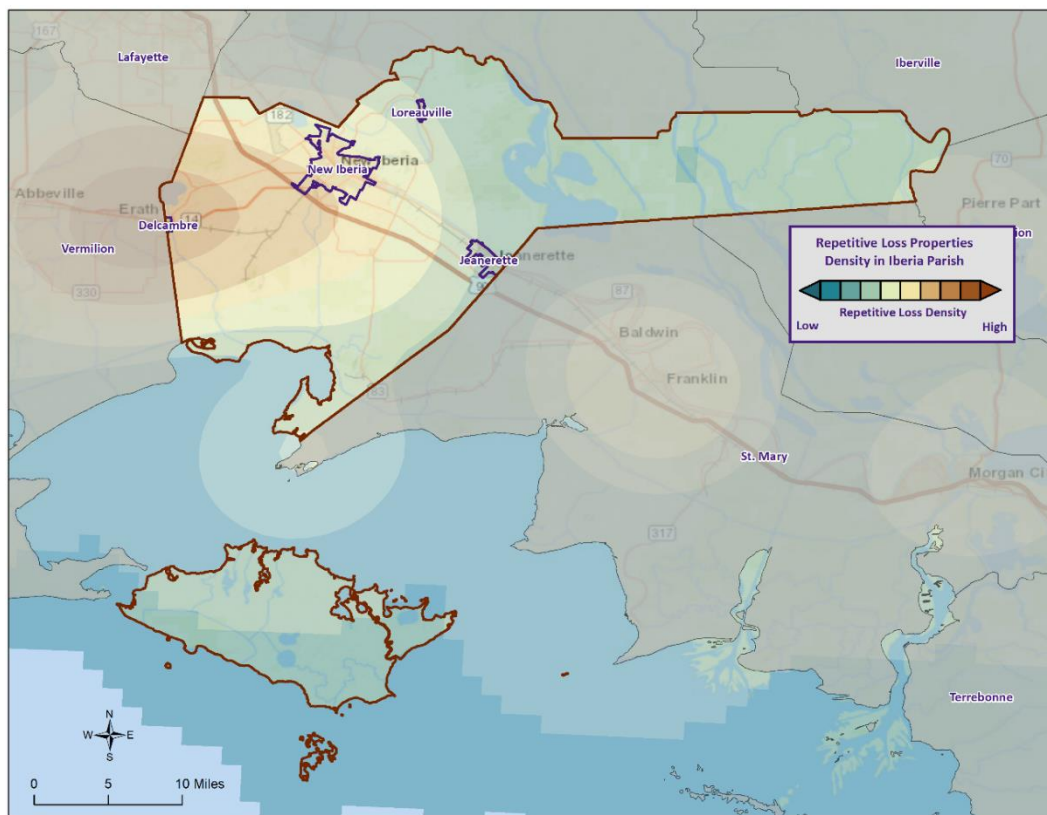 167
Lafayette
Iberville
182
Loreauville
New Iberia
New Iberia
70
Abbeville
Erath
14
Delcambre
Pierre Part
Vermilion
Jeanerette
Jeanerette
Repetitive Loss Properties
Density in Iberia Parish
Repetitive Loss Density
Low
High
330
87
Baldwin
83
Franklin
St. Mary
Morgan Ci
317
Terrebonne
N
W E
S
0 5 10 Miles